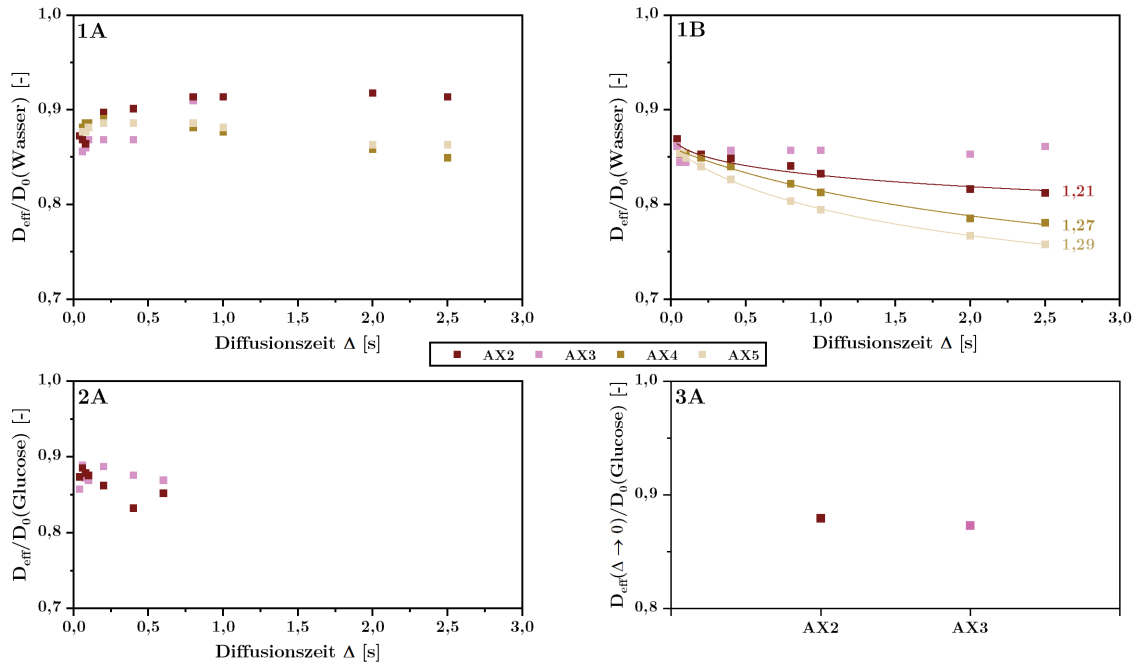 1A
D_eff/D_0(Wasser) [-]
1,0
0,9
0,8
0,7
0,0 0,5 1,0 1,5 2,0 2,5 3,0
Diffusionszeit Δ [s]
1B
D_eff/D_0(Wasser) [-]
1,0
0,9
0,8
0,7
1,21
1,27
1,29
0,0 0,5 1,0 1,5 2,0 2,5 3,0
Diffusionszeit Δ [s]
AX2 AX3 AX4 AX5
2A
D_eff/D_0(Glucose) [-]
1,0
0,9
0,8
0,7
0,0 0,5 1,0 1,5 2,0 2,5 3,0
Diffusionszeit Δ [s]
3A
D_eff(Δ → 0)/D_0(Glucose) [-]
1,0
0,9
0,8
AX2 AX3